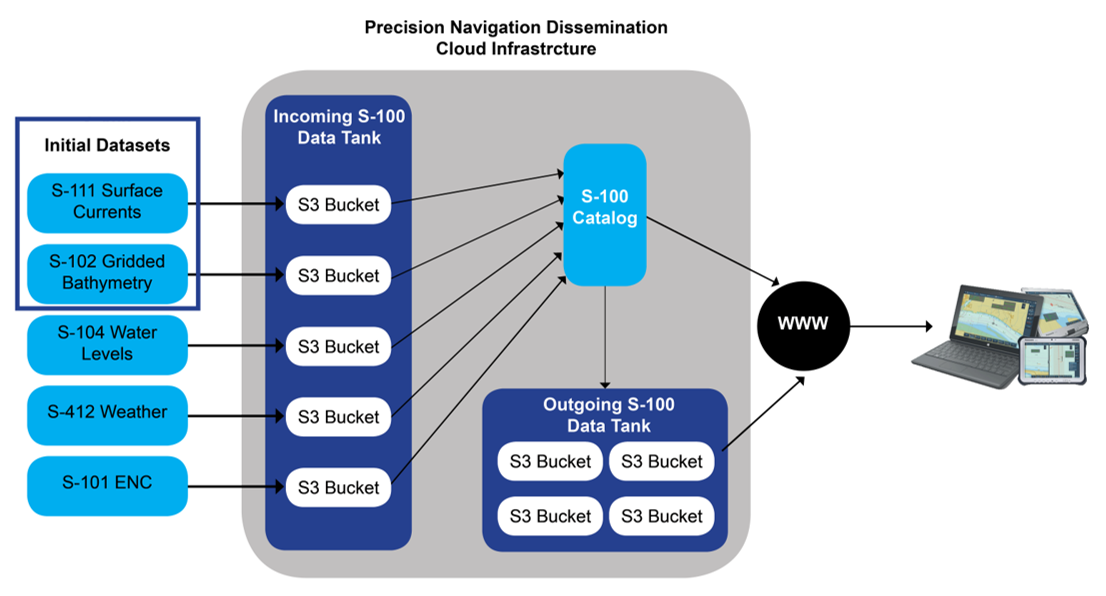 Precision Navigation Dissemination
Cloud Infrastrcture
Initial Datasets
S-111 Surface
Currents
S-102 Gridded
Bathymetry
S-104 Water
Levels
S-412 Weather
S-101 ENC
Incoming S-100
Data Tank
S3 Bucket
S3 Bucket
S3 Bucket
S3 Bucket
S3 Bucket
S-100
Catalog
Outgoing S-100
Data Tank
S3 Bucket S3 Bucket
S3 Bucket S3 Bucket
WWW